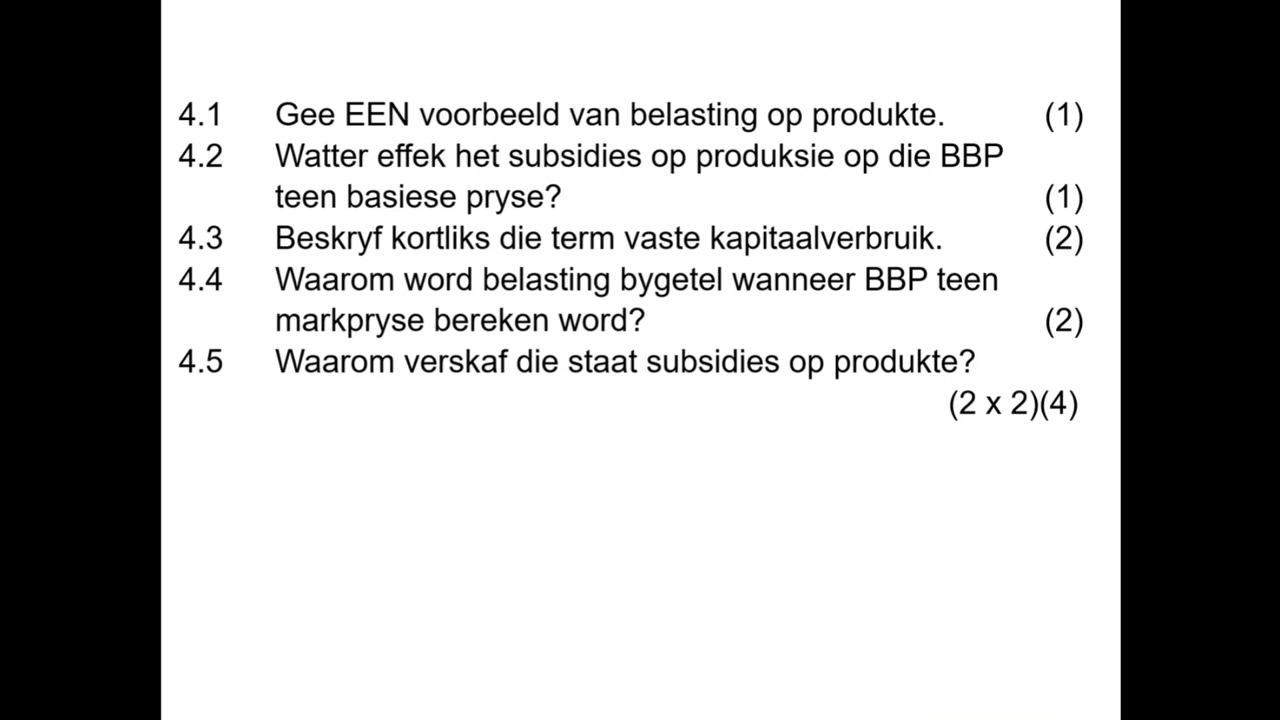 4.1 Gee EEN voorbeeld van belasting op produkte. (1)
4.2 Watter effek het subsidies op produksie op die BBP
teen basiese pryse? (1)
4.3 Beskryf kortliks die term vaste kapitaalverbruik. (2)
4.4 Waarom word belasting bygetel wanneer BBP teen
markpryse bereken word? (2)
4.5 Waarom verskaf die staat subsidies op produkte?
(2 x 2)(4)